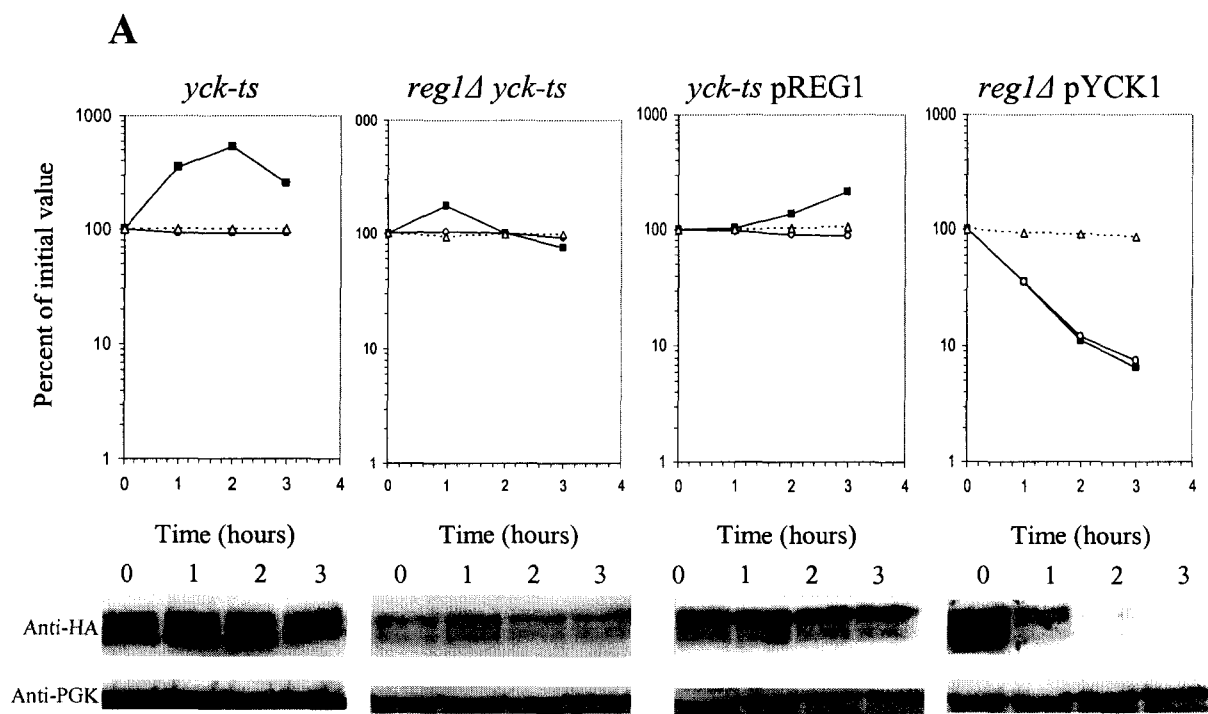 A
yck-ts
reg1Δ yck-ts
yck-ts pREG1
reg1Δ pYCK1
Percent of initial value
1000
100
10
1
0 1 2 3 4
Time (hours)
000
100
10
1
0 1 2 3 4
Time (hours)
1000
100
10
1
0 1 2 3 4
Time (hours)
1000
100
10
1
0 1 2 3 4
Time (hours)
0 1 2 3
0 1 2 3
0 1 2 3
0 1 2 3
Anti-HA
Anti-PGK